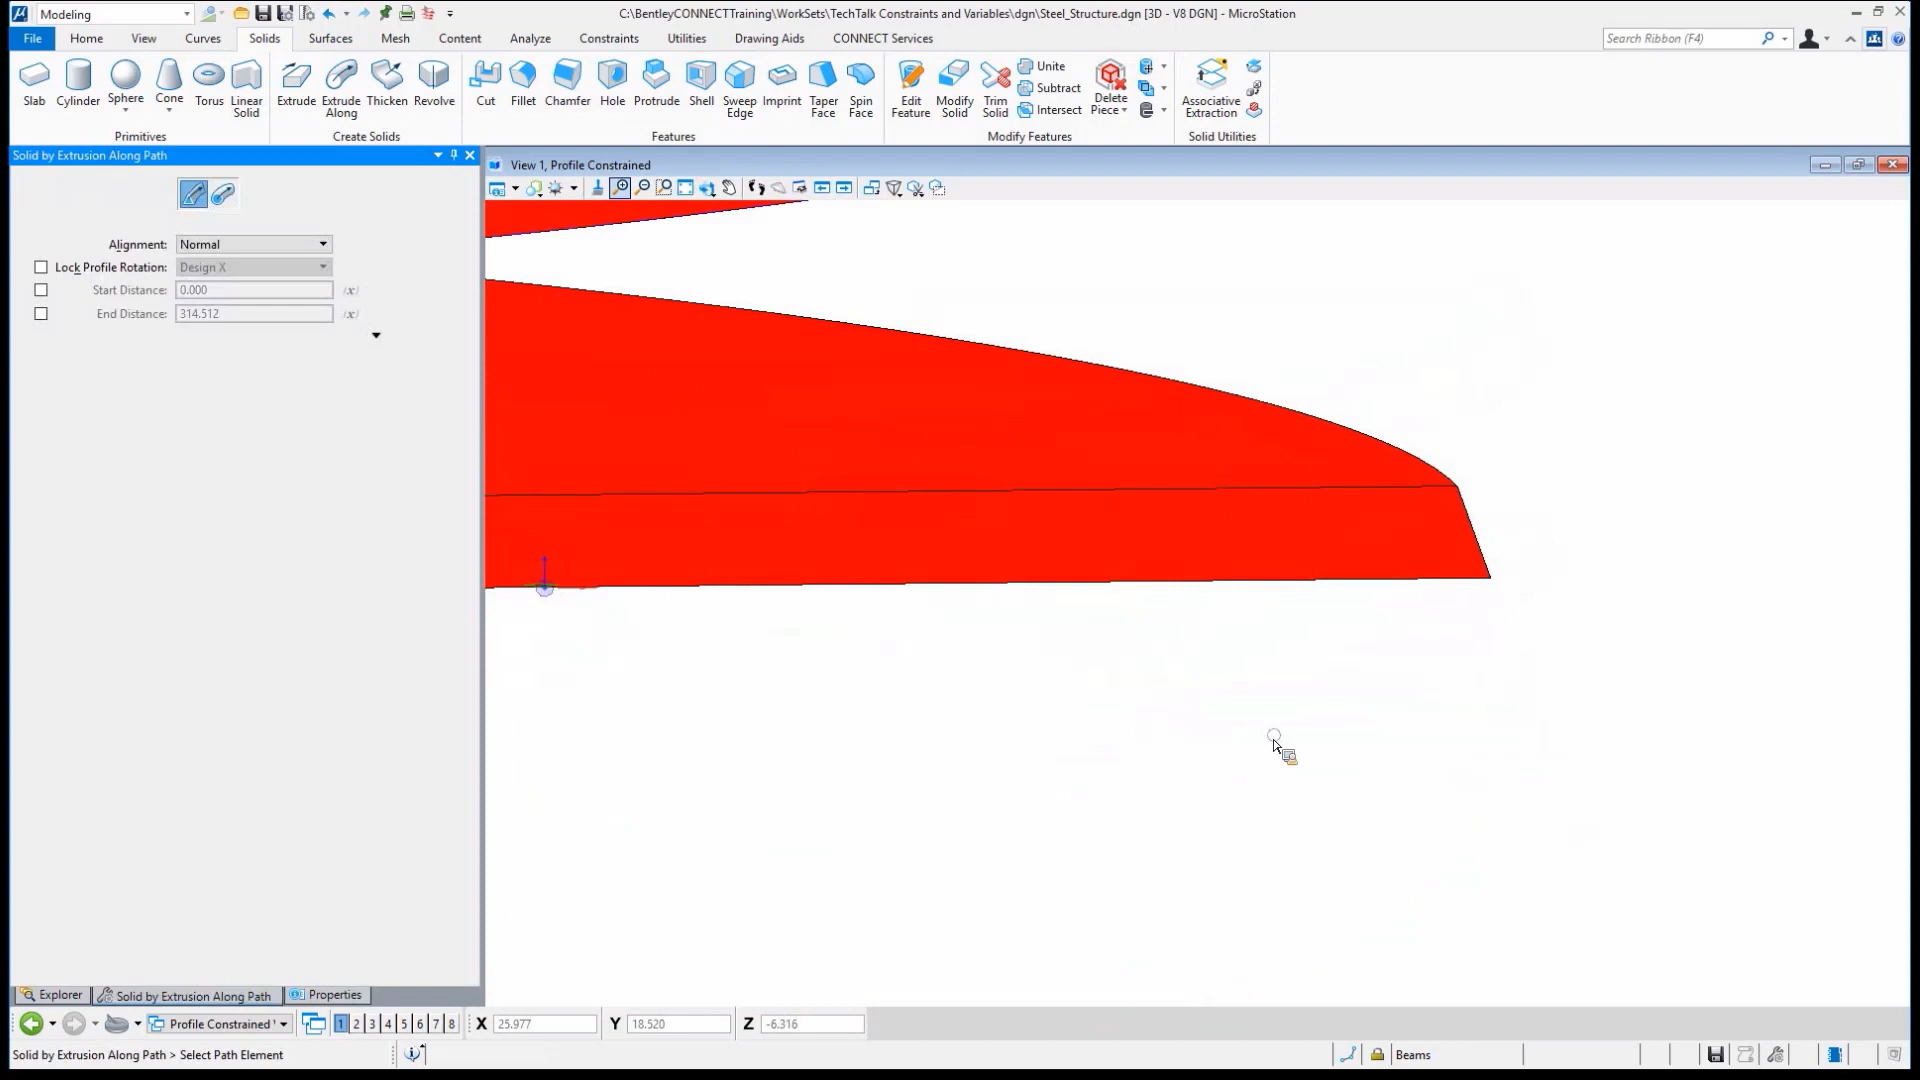 Modeling
C:\BentleyCONNECTTraining\WorkSets\TechTalk Constraints and Variables\dgn\Steel_Structure.dgn [3D - V8 DGN] - MicroStation
File Home View Curves Solids Surfaces Mesh Content Analyze Constraints Utilities Drawing Aids CONNECT Services Search Ribbon (F4)
Slab Cylinder Sphere Cone Torus Linear Solid Extrude Extrude Along Thicken Revolve Cut Fillet Chamfer Hole Protrude Shell Sweep Edge Imprint Taper Face Spin Face Edit Feature Modify Solid Trim Solid Unite Subtract Intersect Delete Piece Associative Extraction
Primitives Create Solids Features Modify Features Solid Utilities
Solid by Extrusion Along Path
View 1, Profile Constrained
Alignment: Normal
Lock Profile Rotation: Design X
Start Distance: 0.000 (x)
End Distance: 314.512 (x)
Explorer Solid by Extrusion Along Path Properties
Profile Constrained 1 2 3 4 5 6 7 8 X 25.977 Y 18.520 Z -6.316
Solid by Extrusion Along Path > Select Path Element Beams